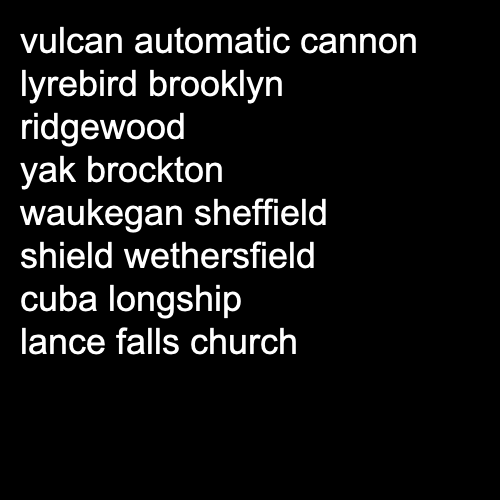 vulcan automatic cannon
lyrebird brooklyn
ridgewood
yak brockton
waukegan sheffield
shield wethersfield
cuba longship
lance falls church